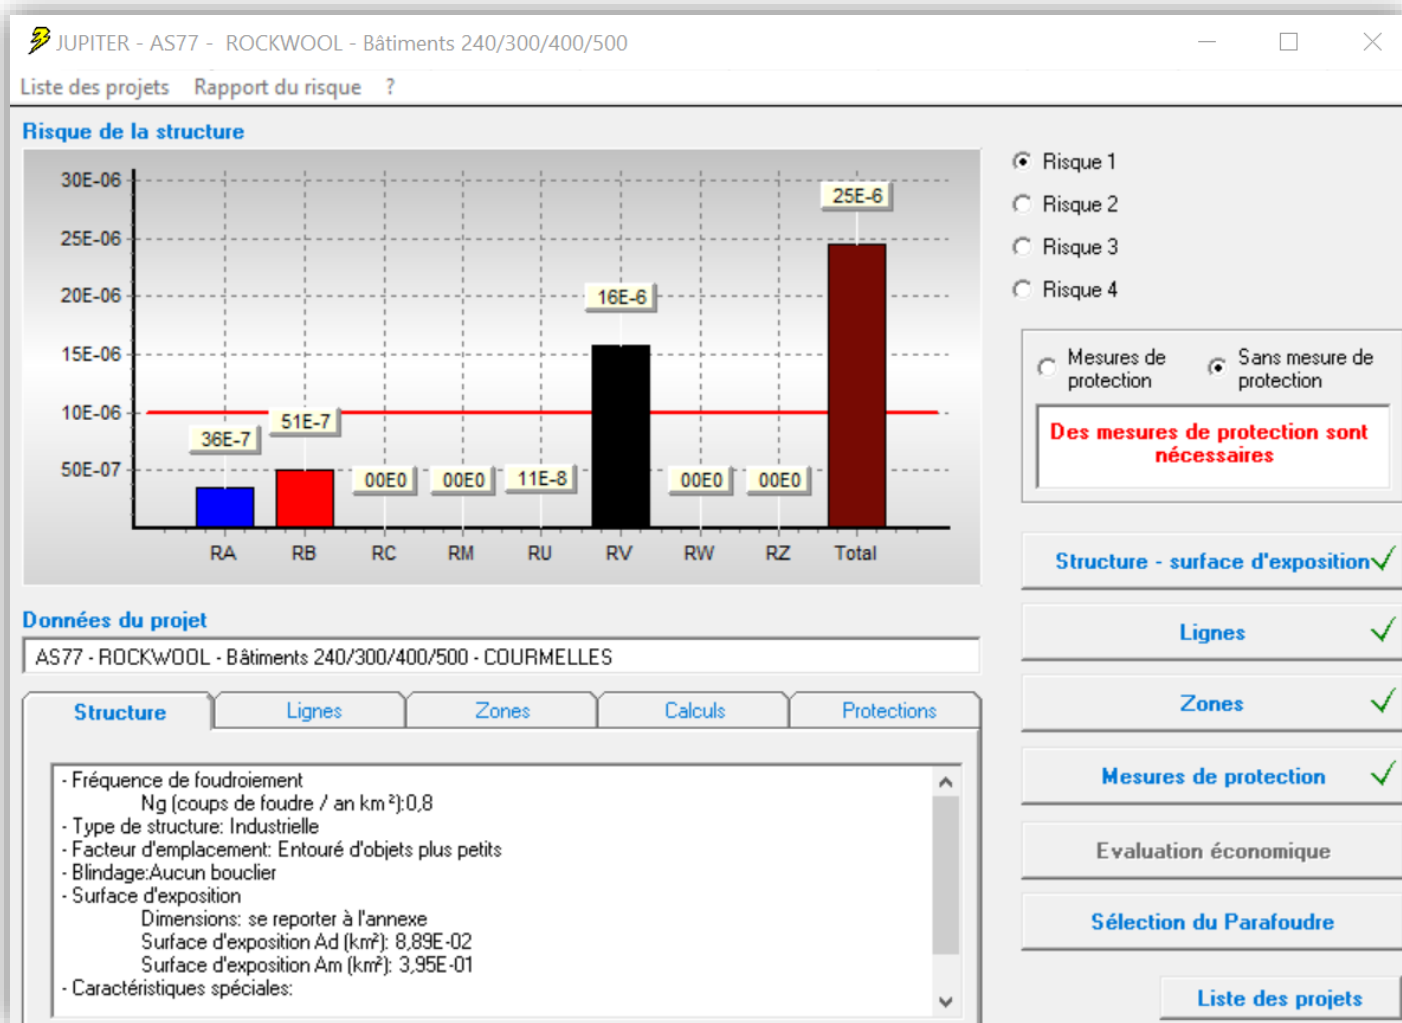 JUPITER - AS77 - ROCKWOOL - Bâtiments 240/300/400/500
Liste des projets Rapport du risque ?
Risque de la structure
30E-06
25E-06
20E-06
15E-06
10E-06
50E-07
36E-7
51E-7
00E0
00E0
11E-8
16E-6
00E0
00E0
25E-6
RA RB RC RM RU RV RW RZ Total
Risque 1
Risque 2
Risque 3
Risque 4
Mesures de
protection
Sans mesure de
protection
Des mesures de protection sont
nécessaires
Structure - surface d'exposition
Lignes
Zones
Mesures de protection
Evaluation économique
Sélection du Parafoudre
Liste des projets
Données du projet
AS77 - ROCKWOOL - Bâtiments 240/300/400/500 - COURMELLES
Structure Lignes Zones Calculs Protections
- Fréquence de foudroiement
Ng (coups de foudre / an km²):0,8
- Type de structure: Industrielle
- Facteur d'emplacement: Entouré d'objets plus petits
- Blindage:Aucun bouclier
- Surface d'exposition
Dimensions: se reporter à l'annexe
Surface d'exposition Ad (km²): 8,89E-02
Surface d'exposition Am (km²): 3,95E-01
- Caractéristiques spéciales: